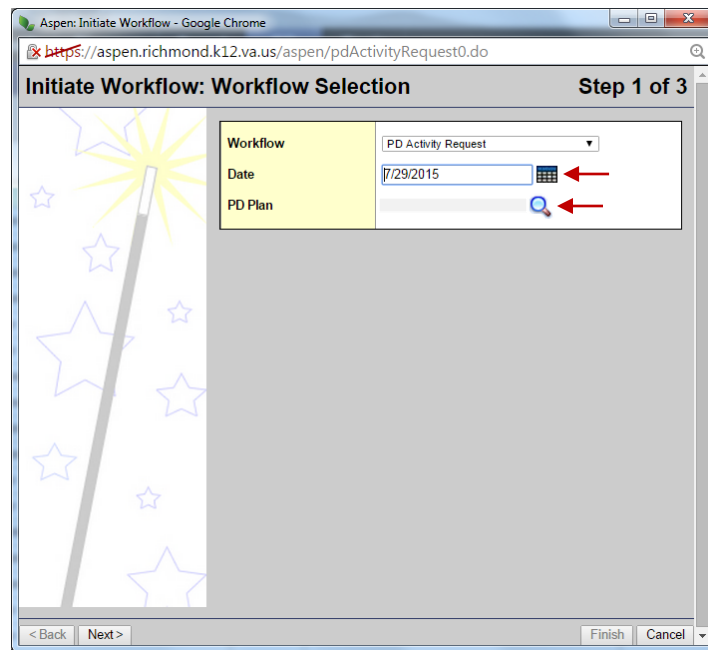 Aspen: Initiate Workflow - Google Chrome
https://aspen.richmond.k12.va.us/aspen/pdActivityRequest0.do
Initiate Workflow: Workflow Selection Step 1 of 3
Workflow PD Activity Request
Date 7/29/2015
PD Plan
< Back Next > Finish Cancel